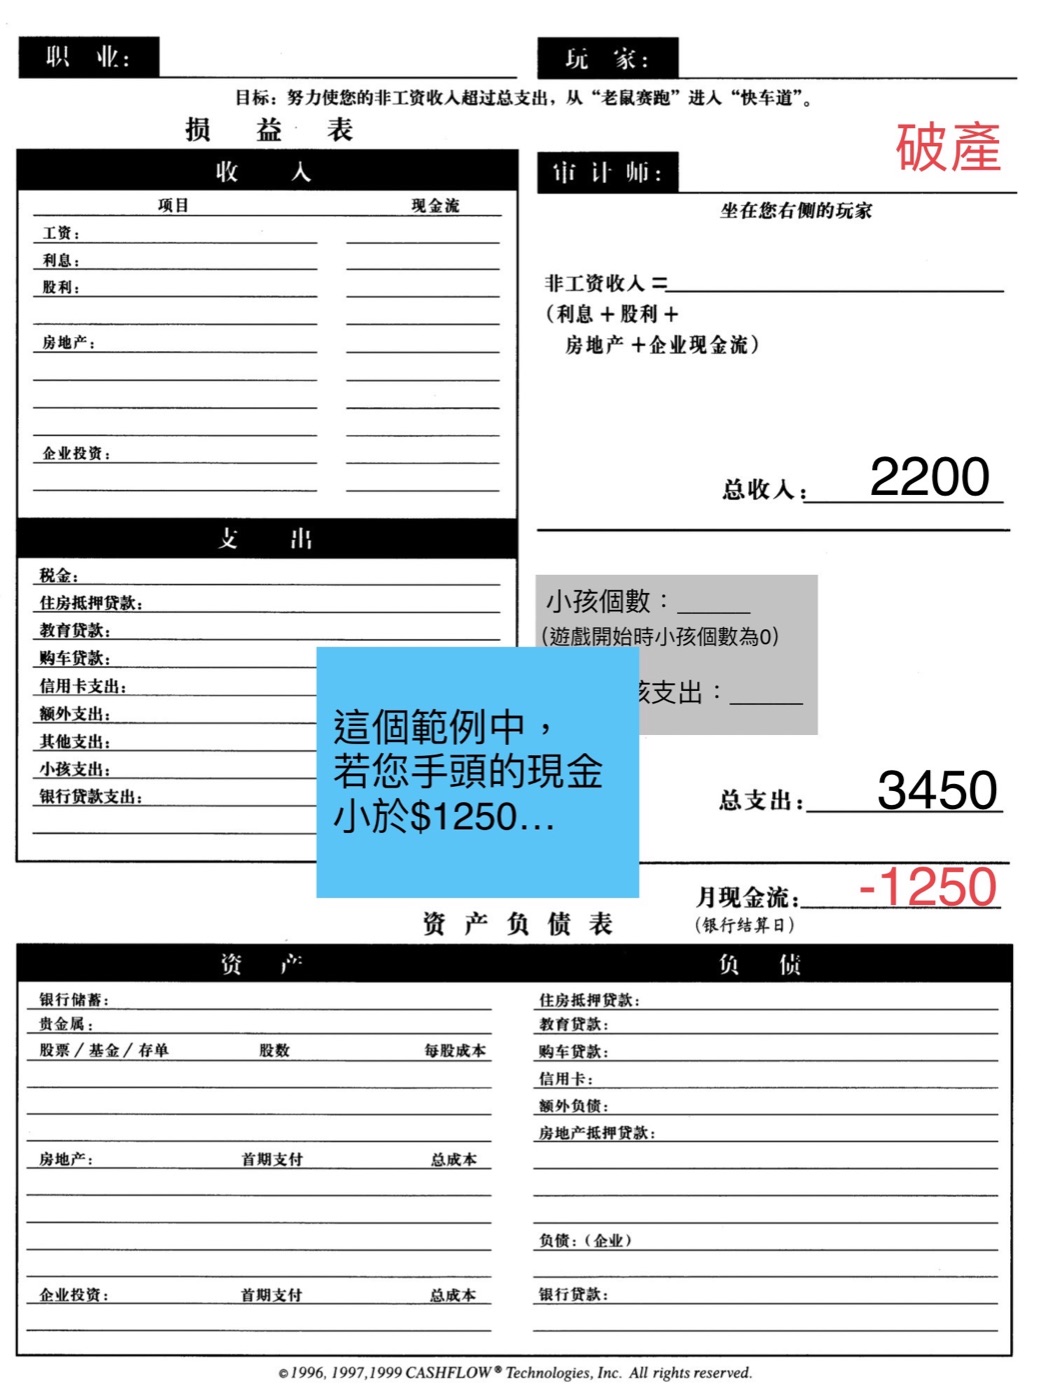 职 业:
玩 家:
目标: 努力使您的非工资收入超过总支出, 从 “老鼠赛跑” 进入 “快车道”。
破產
损 益 表
收 入
审 计 师:
坐在您右侧的玩家
项目 现金流
工资:
利息:
股利:
房地产:
企业投资:
非工资收入=
(利息+股利+
房地产+企业现金流)
总收入: 2200
支 出
税金:
住房抵押贷款:
教育贷款:
购车贷款:
信用卡支出:
额外支出:
其他支出:
小孩支出:
银行贷款支出:
小孩個數:_____
(遊戲開始時小孩個數為0)
孩支出:_____
這個範例中,
若您手頭的現金
小於$1250…
总支出: 3450
月现金流: -1250
(银行结算日)
资 产 负 债 表
资 产
负 债
银行储蓄:
贵金属:
股票/基金/存单 股数 每股成本
房地产: 首期支付 总成本
企业投资: 首期支付 总成本
住房抵押贷款:
教育贷款:
购车贷款:
信用卡:
额外负债:
房地产抵押贷款:
负债:(企业)
银行贷款:
©1996, 1997,1999 CASHFLOW® Technologies, Inc. All rights reserved.